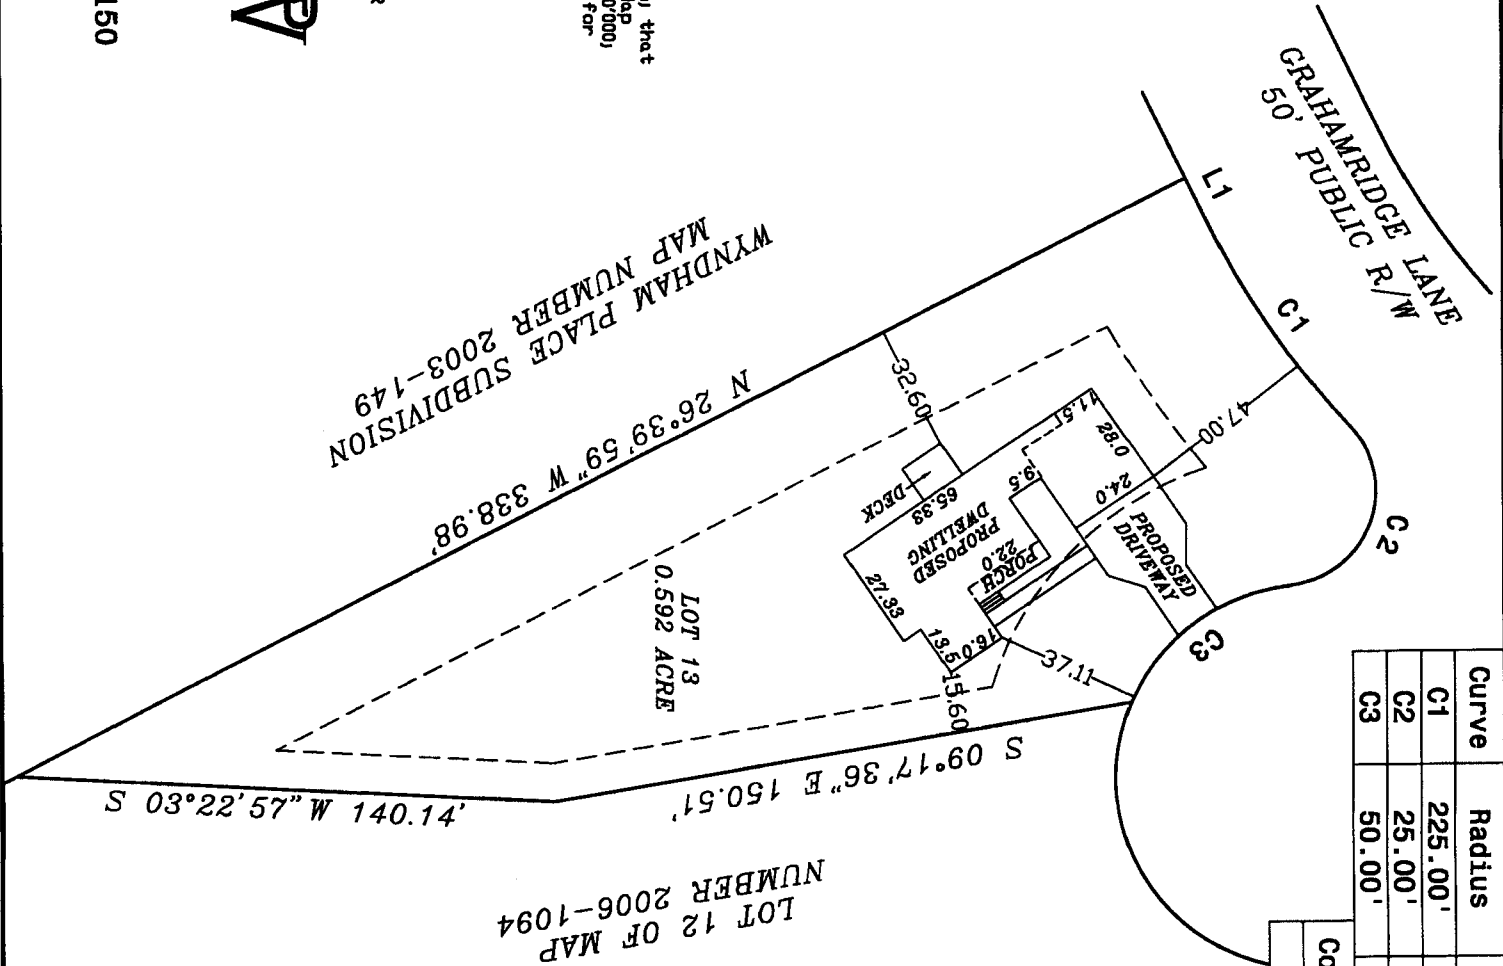 GRAHAMRIDGE LANE
50' PUBLIC R/W
L1
C1
C2
C3
WYNDHAM PLACE SUBDIVISION
MAP NUMBER 2003-149
N 26°39'59" W 338.98'
32.60
47.00
11.5
28.0
24.0
9.5
DECK
65.33
PROPOSED
DWELLING
22.0
PORCH
PROPOSED
DRIVEWAY
27.33
13.5
16.0
15.60
37.11
LOT 13
0.592 ACRE
S 09°17'36" E 150.51'
S 03°22'57" W 140.14'
LOT 12 OF MAP
NUMBER 2006-1094
Curve Radius
C1 225.00'
C2 25.00'
C3 50.00'
that
for
150